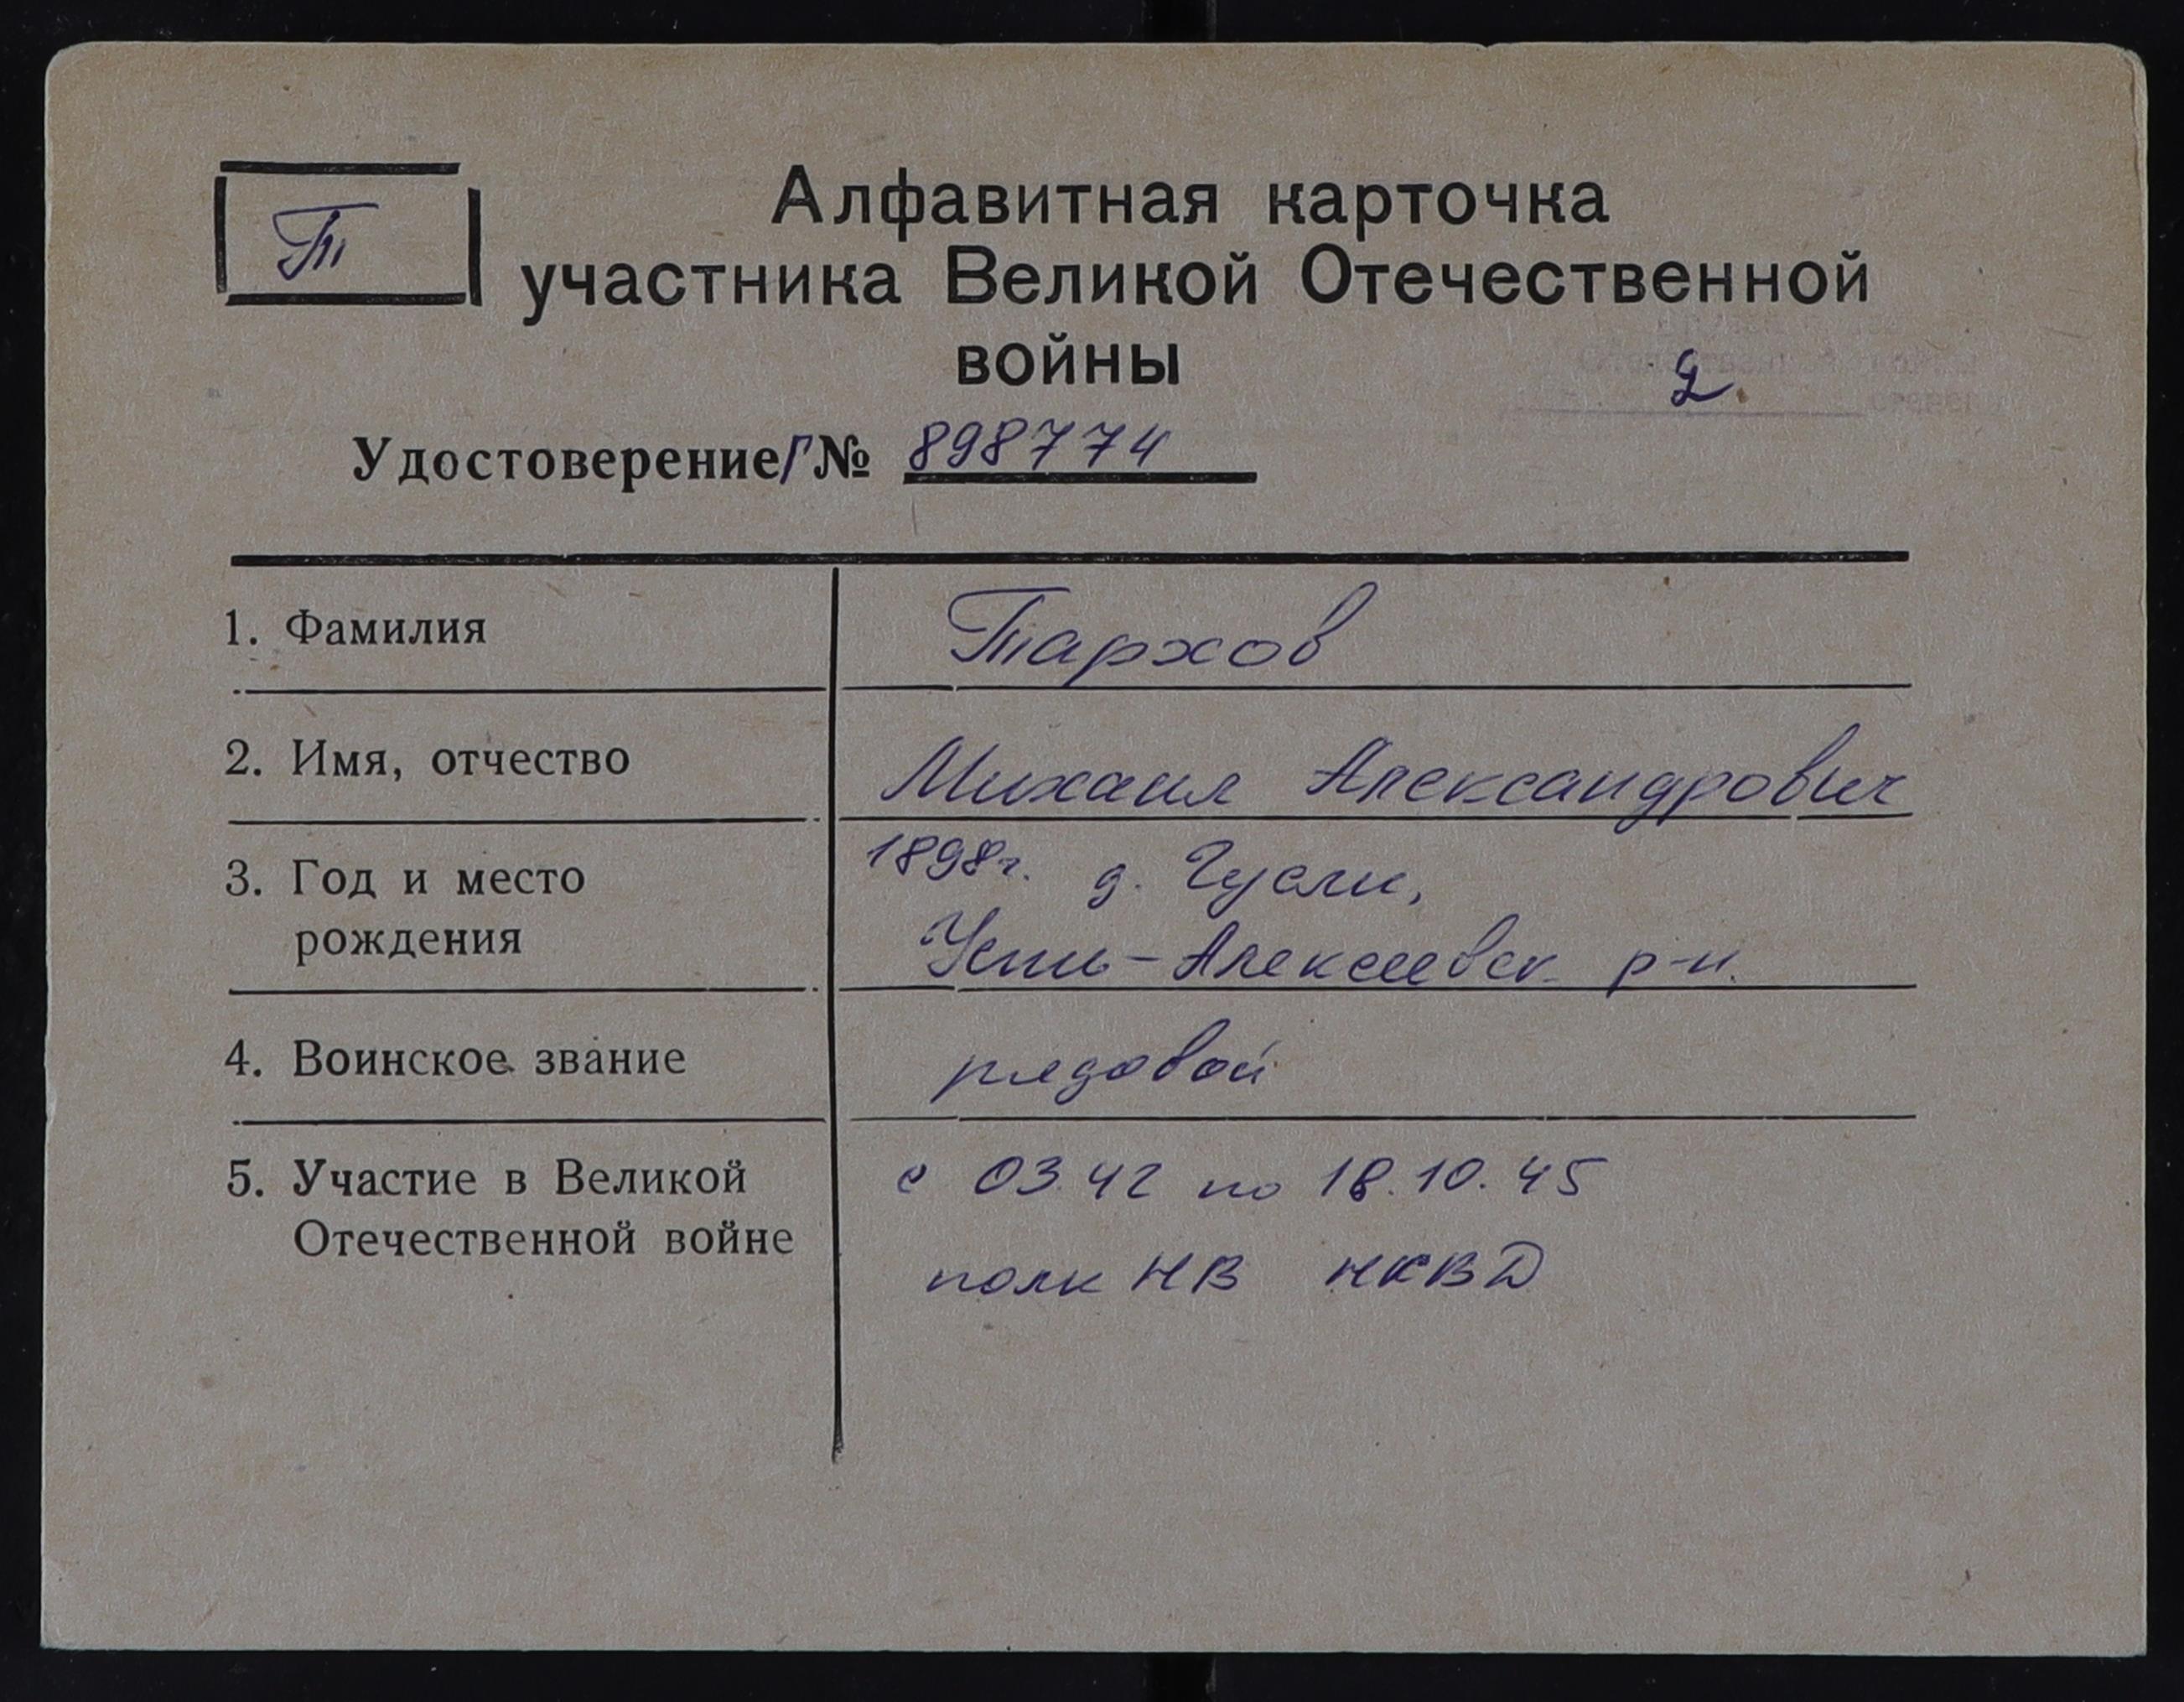 Т
Алфавитная карточка
участника Великой Отечественной
войны
2.
Удостоверение Г № 898774
1. Фамилия Тархов
2. Имя, отчество Михаил Александрович
3. Год и место 1898г. д. Гусли,
рождения Усть-Алексеевск р-н.
4. Воинское звание рядовой
5. Участие в Великой с 03.42 по 18.10.45
Отечественной войне полк НВ НКВД